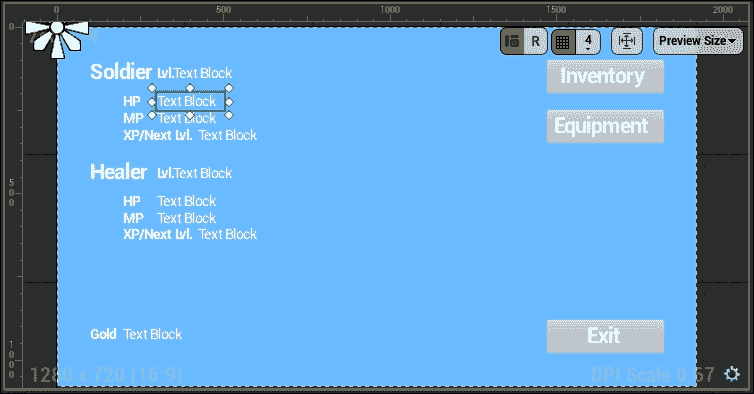 0 500 1000 1500 2000
R 4 Preview Size
Soldier Lvl.Text Block
Inventory
HP Text Block
MP Text Block
Equipment
XP/Next Lvl. Text Block
Healer Lvl.Text Block
500
HP Text Block
MP Text Block
XP/Next Lvl. Text Block
Gold Text Block
Exit
1000
1280 x 720 (16:9)
DPI Scale 0.67